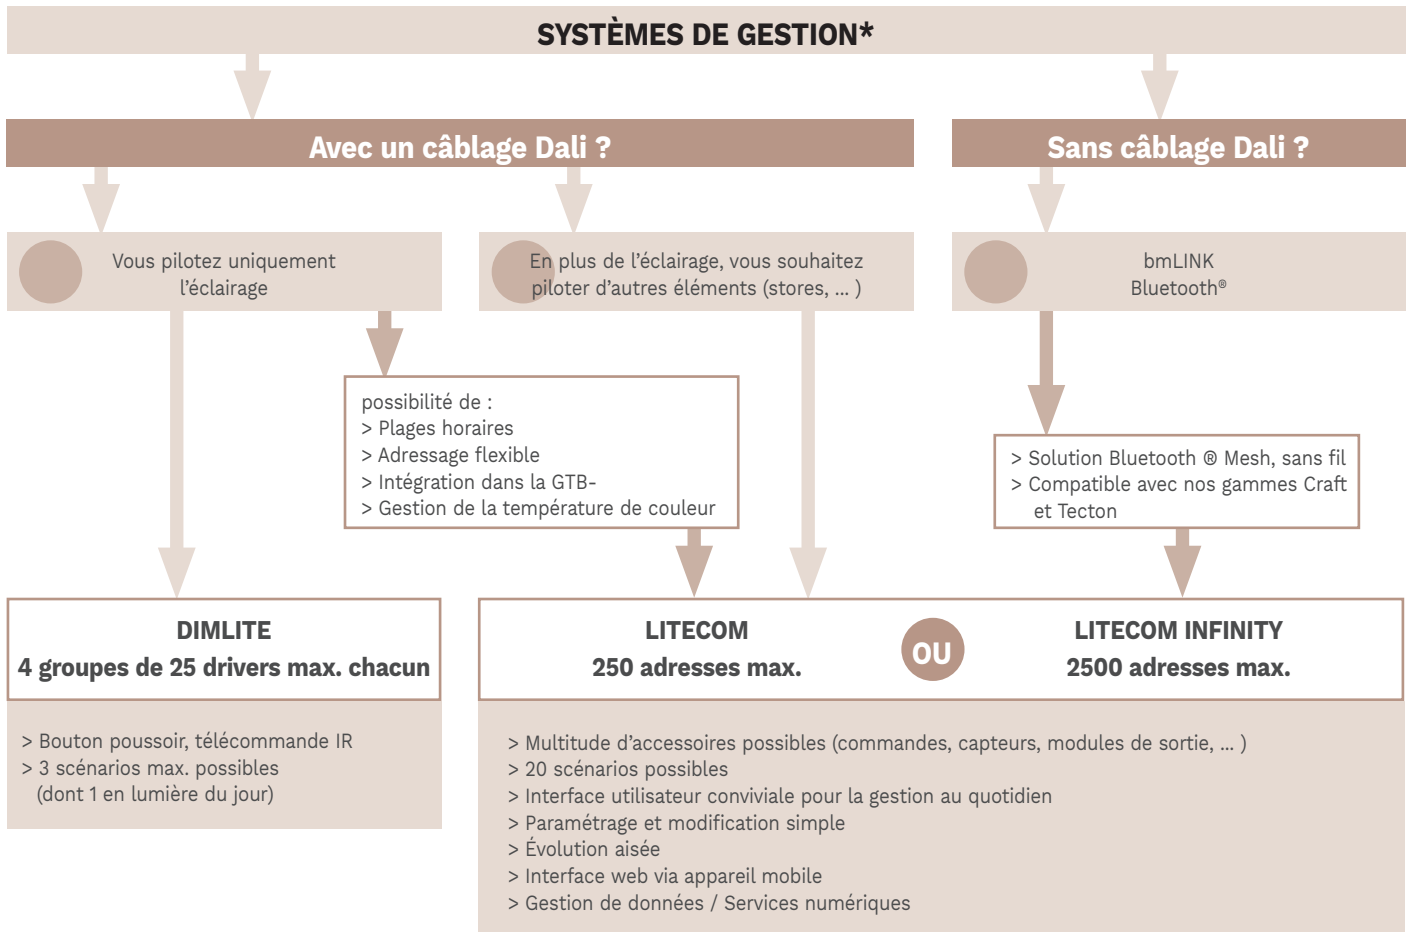 SYSTÈMES DE GESTION*
Avec un câblage Dali ?
Sans câblage Dali ?
Vous pilotez uniquement
l'éclairage
En plus de l'éclairage, vous souhaitez
piloter d'autres éléments (stores, ... )
bmLINK
Bluetooth®
possibilité de :
> Plages horaires
> Adressage flexible
> Intégration dans la GTB-
> Gestion de la température de couleur
> Solution Bluetooth ® Mesh, sans fil
> Compatible avec nos gammes Craft
et Tecton
DIMLITE
4 groupes de 25 drivers max. chacun
LITECOM
250 adresses max.
OU
LITECOM INFINITY
2500 adresses max.
> Bouton poussoir, télécommande IR
> 3 scénarios max. possibles
(dont 1 en lumière du jour)
> Multitude d'accessoires possibles (commandes, capteurs, modules de sortie, ... )
> 20 scénarios possibles
> Interface utilisateur conviviale pour la gestion au quotidien
> Paramétrage et modification simple
> Évolution aisée
> Interface web via appareil mobile
> Gestion de données / Services numériques